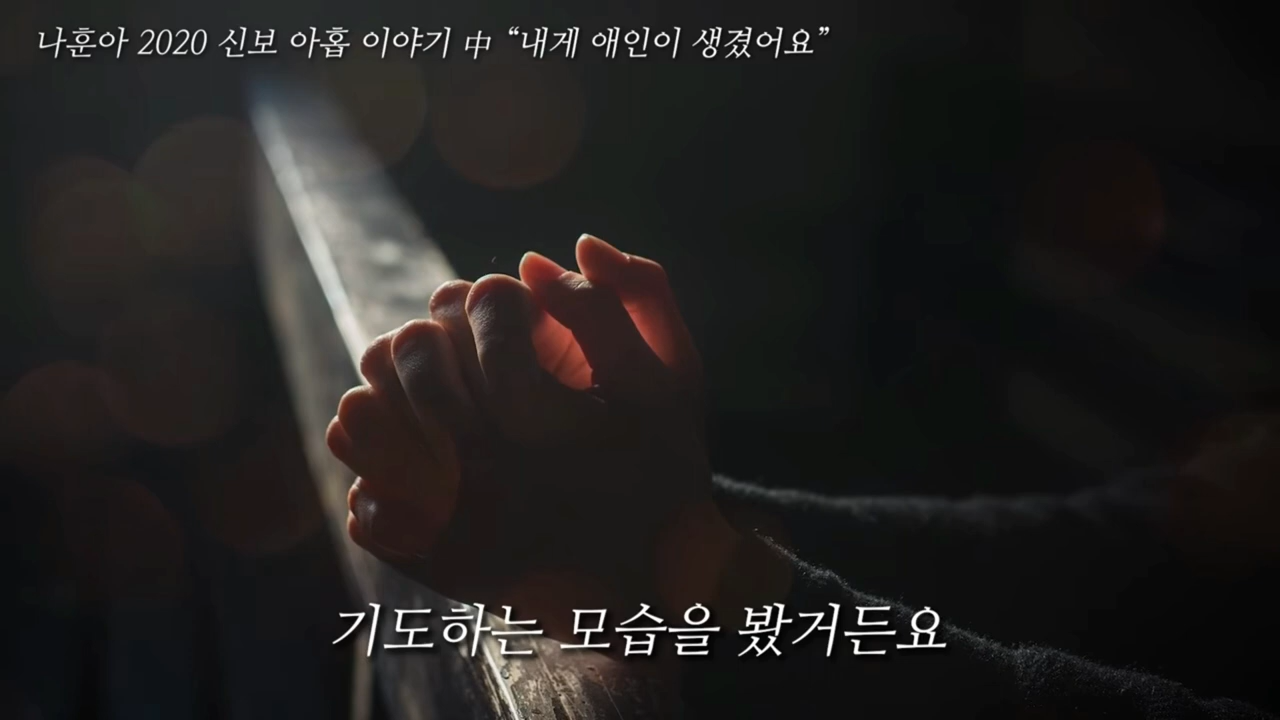 나훈아 2020 신보 아홉 이야기 中 “내게 애인이 생겼어요”
기도하는 모습을 봤거든요